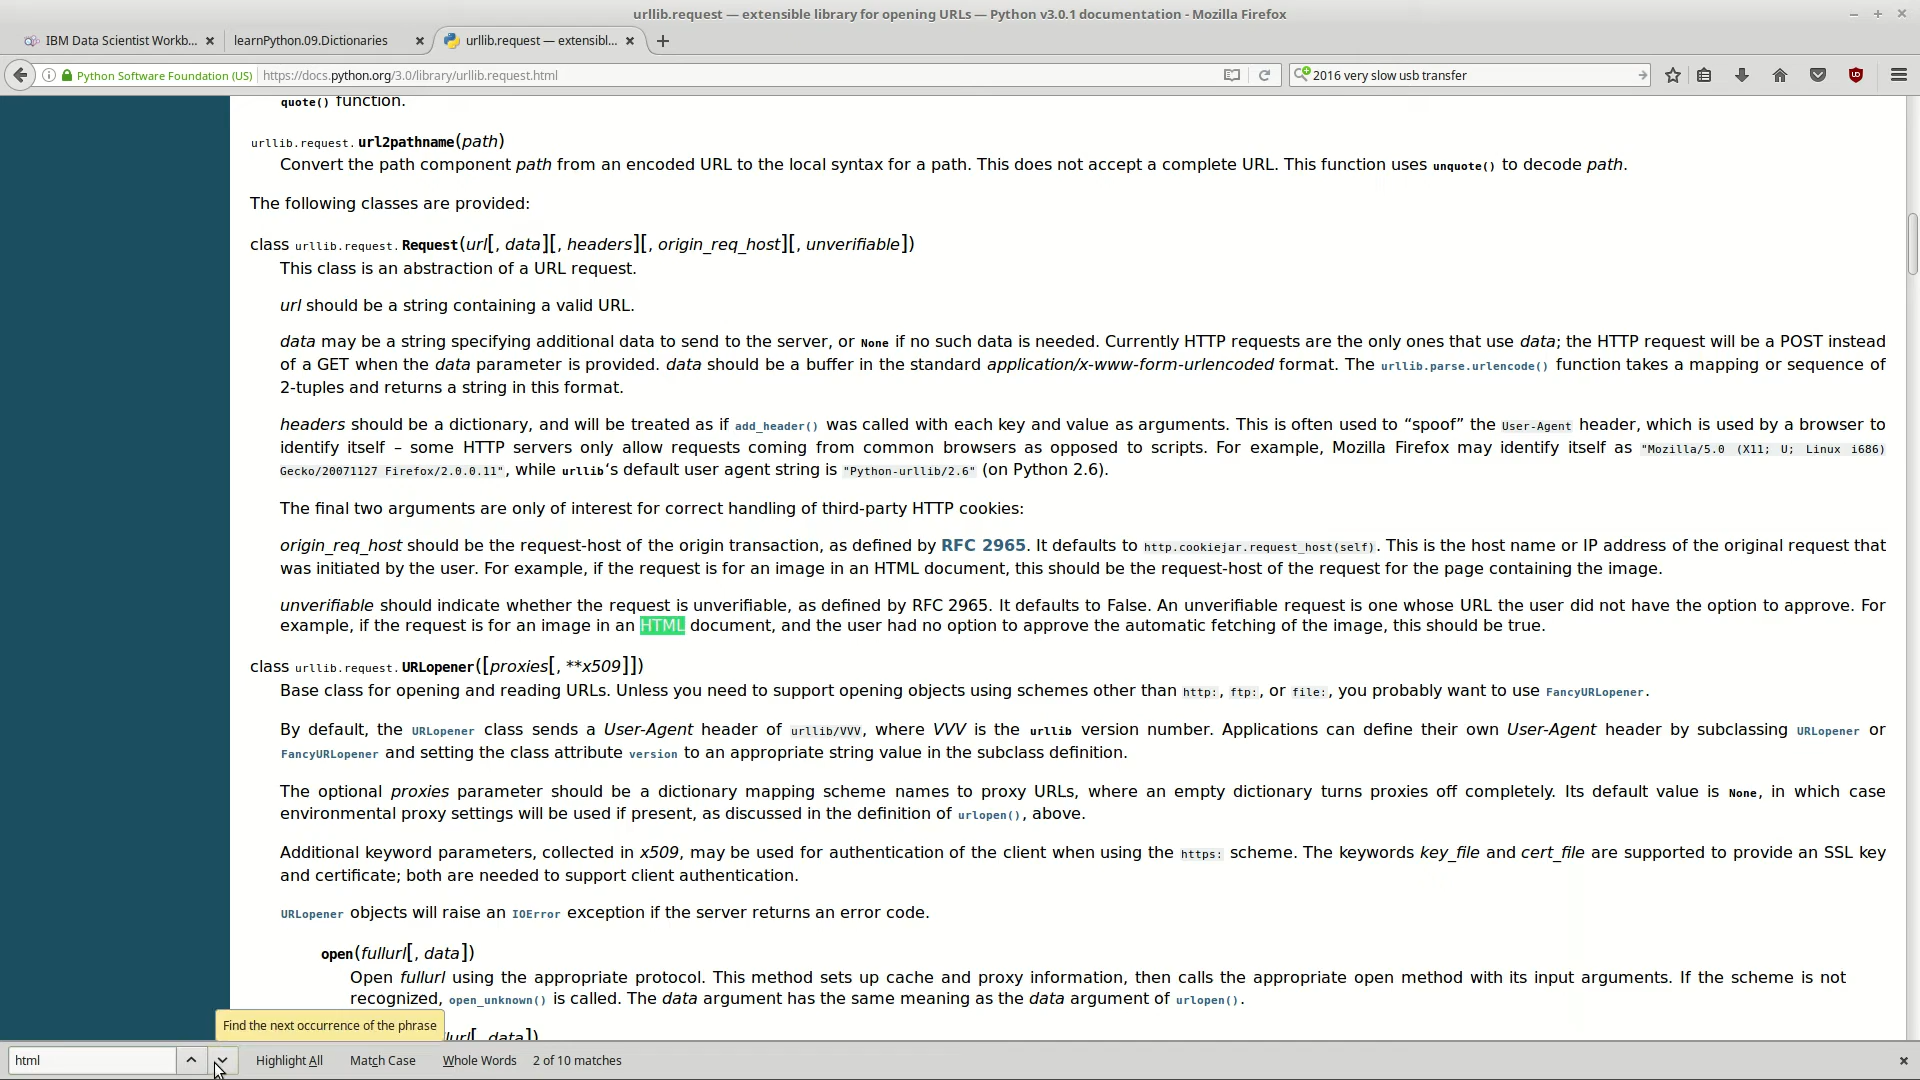 urllib.request — extensible library for opening URLs — Python v3.0.1 documentation - Mozilla Firefox
IBM Data Scientist Workb... × learnPython.09.Dictionaries × urllib.request — extensibl... × +
Python Software Foundation (US) https://docs.python.org/3.0/library/urllib.request.html 2016 very slow usb transfer
quote() function.
urllib.request.url2pathname(path)
Convert the path component path from an encoded URL to the local syntax for a path. This does not accept a complete URL. This function uses unquote() to decode path.
The following classes are provided:
class urllib.request.Request(url[, data][, headers][, origin_req_host][, unverifiable])
This class is an abstraction of a URL request.
url should be a string containing a valid URL.
data may be a string specifying additional data to send to the server, or None if no such data is needed. Currently HTTP requests are the only ones that use data; the HTTP request will be a POST instead
of a GET when the data parameter is provided. data should be a buffer in the standard application/x-www-form-urlencoded format. The urllib.parse.urlencode() function takes a mapping or sequence of
2-tuples and returns a string in this format.
headers should be a dictionary, and will be treated as if add_header() was called with each key and value as arguments. This is often used to “spoof” the User-Agent header, which is used by a browser to
identify itself – some HTTP servers only allow requests coming from common browsers as opposed to scripts. For example, Mozilla Firefox may identify itself as "Mozilla/5.0 (X11; U; Linux i686)
Gecko/20071127 Firefox/2.0.0.11", while urllib‘s default user agent string is "Python-urllib/2.6" (on Python 2.6).
The final two arguments are only of interest for correct handling of third-party HTTP cookies:
origin_req_host should be the request-host of the origin transaction, as defined by RFC 2965. It defaults to http.cookiejar.request_host(self). This is the host name or IP address of the original request that
was initiated by the user. For example, if the request is for an image in an HTML document, this should be the request-host of the request for the page containing the image.
unverifiable should indicate whether the request is unverifiable, as defined by RFC 2965. It defaults to False. An unverifiable request is one whose URL the user did not have the option to approve. For
example, if the request is for an image in an HTML document, and the user had no option to approve the automatic fetching of the image, this should be true.
class urllib.request.URLopener([proxies[, **x509]])
Base class for opening and reading URLs. Unless you need to support opening objects using schemes other than http:, ftp:, or file:, you probably want to use FancyURLopener.
By default, the URLopener class sends a User-Agent header of urllib/VVV, where VVV is the urllib version number. Applications can define their own User-Agent header by subclassing URLopener or
FancyURLopener and setting the class attribute version to an appropriate string value in the subclass definition.
The optional proxies parameter should be a dictionary mapping scheme names to proxy URLs, where an empty dictionary turns proxies off completely. Its default value is None, in which case
environmental proxy settings will be used if present, as discussed in the definition of urlopen(), above.
Additional keyword parameters, collected in x509, may be used for authentication of the client when using the https: scheme. The keywords key_file and cert_file are supported to provide an SSL key
and certificate; both are needed to support client authentication.
URLopener objects will raise an IOError exception if the server returns an error code.
open(fullurl[, data])
Open fullurl using the appropriate protocol. This method sets up cache and proxy information, then calls the appropriate open method with its input arguments. If the scheme is not
recognized, open_unknown() is called. The data argument has the same meaning as the data argument of urlopen().
Find the next occurrence of the phrase
lurl[, data])
html Highlight All Match Case Whole Words 2 of 10 matches ×